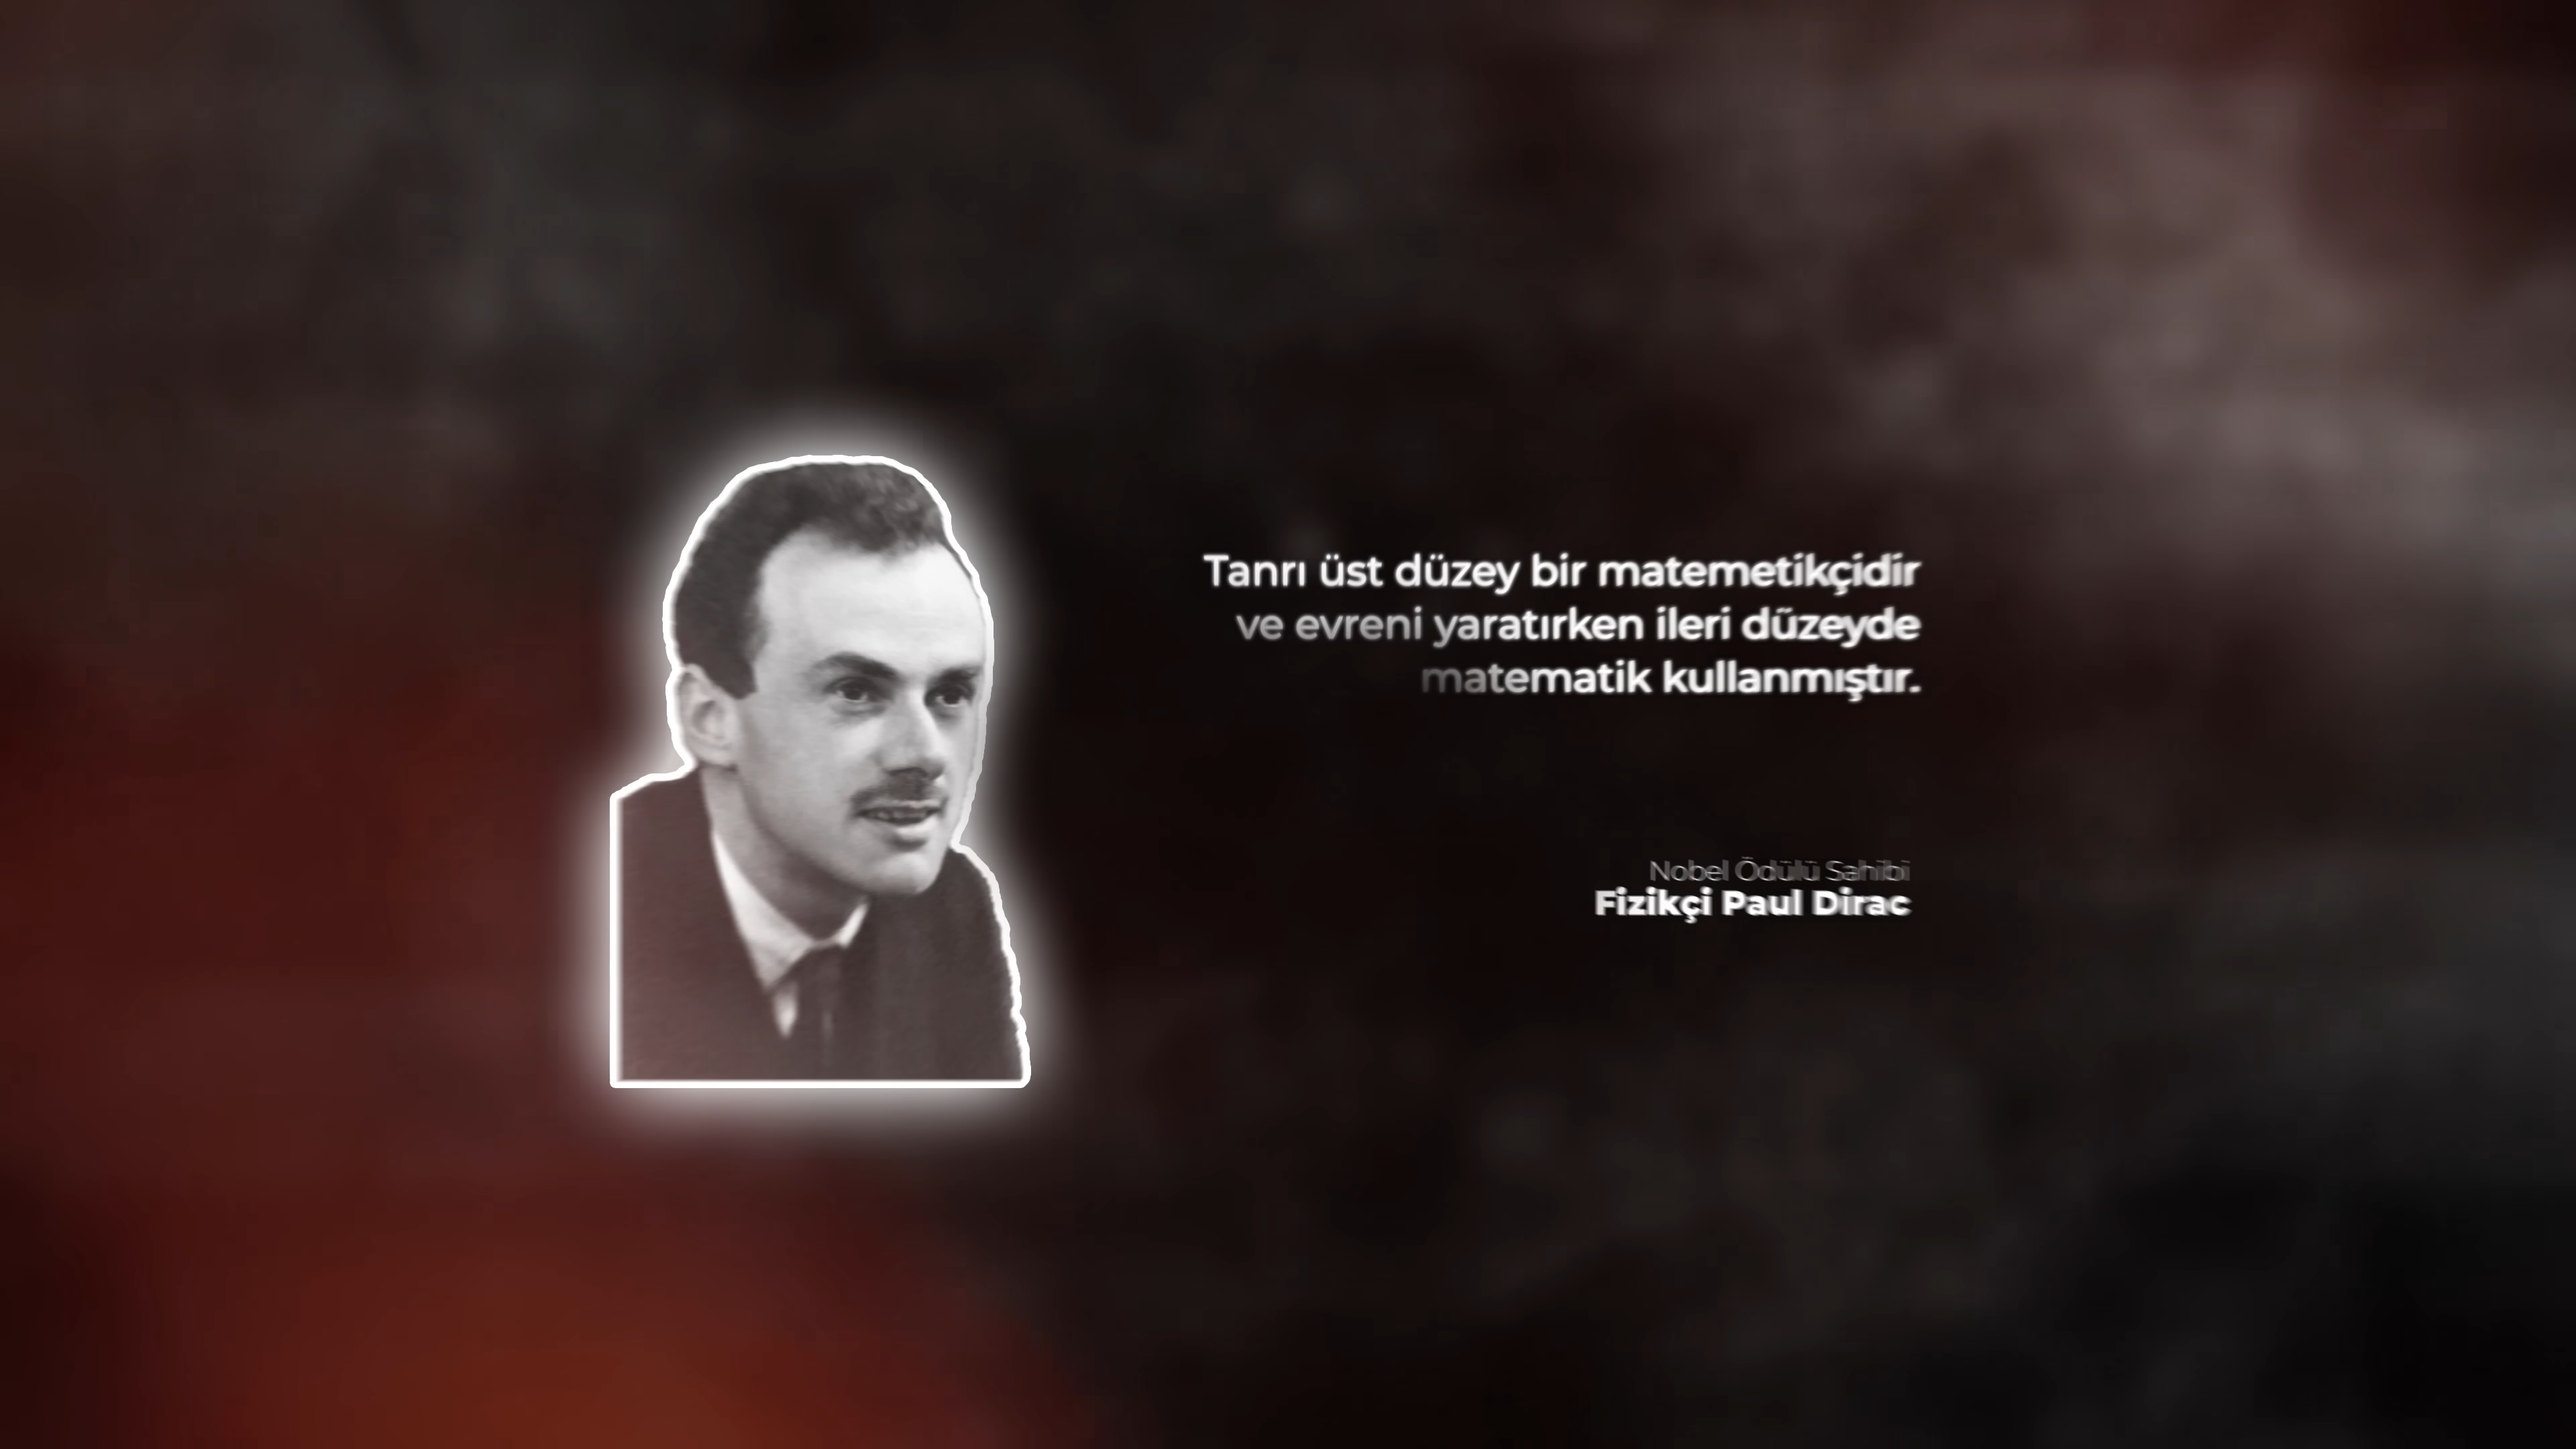 Tanrı üst düzey bir matemetikçidir
ve evreni yaratırken ileri düzeyde
matematik kullanmıştır.
Nobel Ödülü Sahibi
Fizikçi Paul Dirac